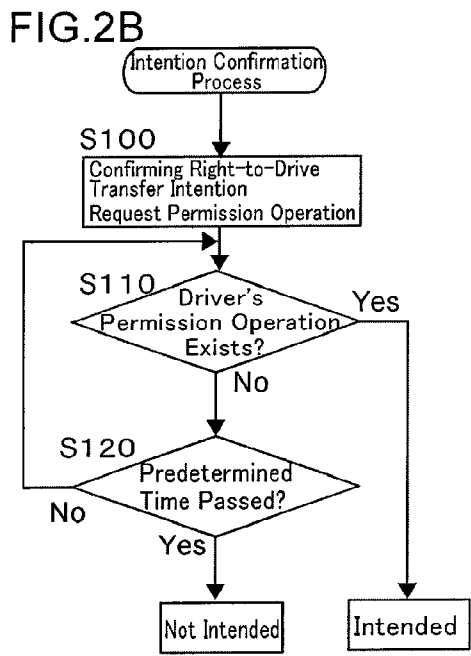 FIG.2B
Intention Confirmation
Process
S100
Confirming Right-to-Drive
Transfer Intention
Request Permission Operation
S110
Driver's
Permission Operation
Exists?
Yes
No
S120
Predetermined
Time Passed?
No
Yes
Not Intended
Intended